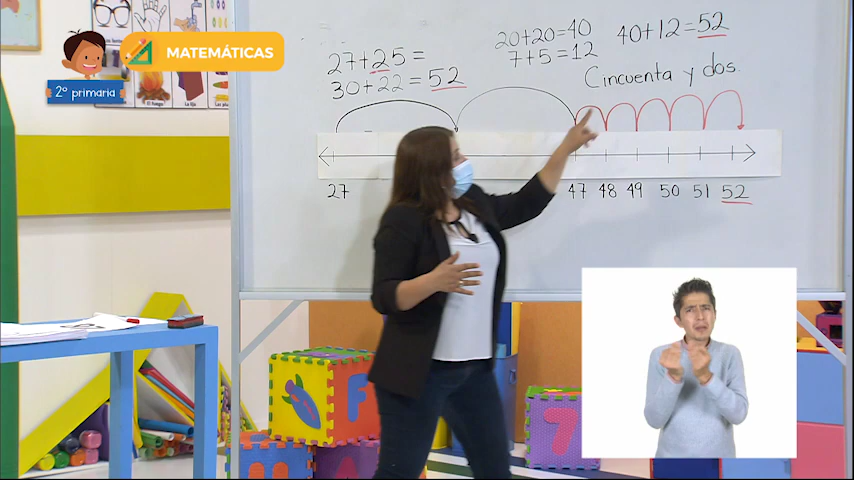 MATEMÁTICAS
2º primaria
27+25=
30+22=52
20+20=40
7+5=12
40+12=52
Cincuenta y dos.
27 47 48 49 50 51 52
F
7